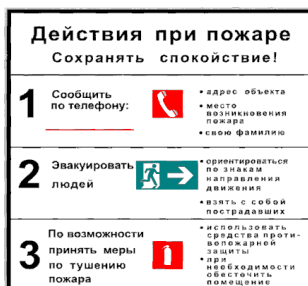 Действия при пожаре
Сохранять спокойствие!
1
Сообщить
по телефону:
• адрес объекта
• место
возникновения
пожара
• свою фамилию
2
Эвакуировать
людей
• ориентироваться
по знакам
направления
движения
• взять с собой
пострадавших
3
По возможности
принять меры
по тушению
пожара
• использовать
средства проти-
вопожарной
защиты
• при
необходимости
обесточить
помещение